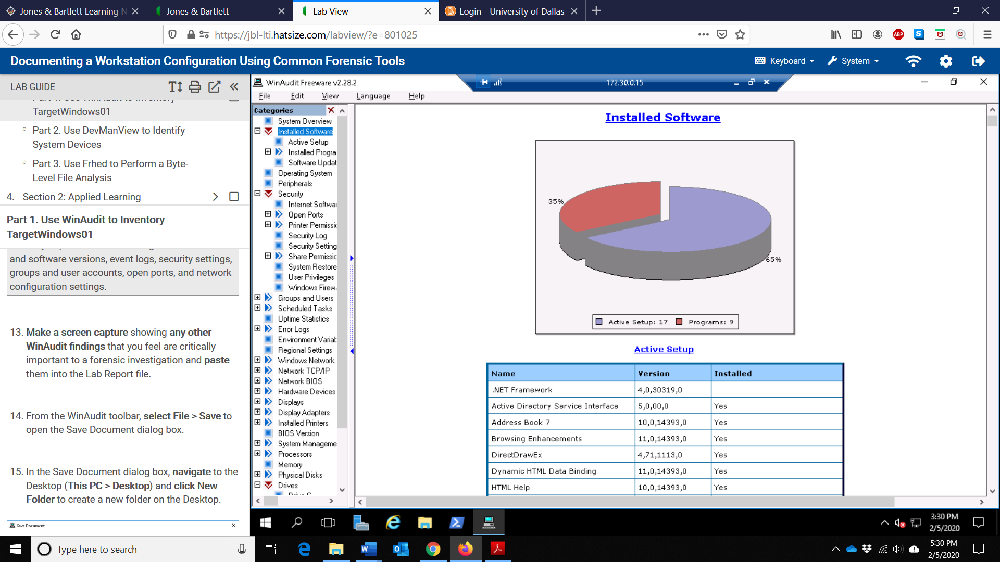 Jones & Bartlett Learning N
Jones & Bartlett
Lab View
Login - University of Dallas
https://jbl-lti.hatsize.com/labview/?e=801025
ABP
S
Documenting a Workstation Configuration Using Common Forensic Tools
Keyboard
System
LAB GUIDE
TargetWindows01
Part 2. Use DevManView to Identify
System Devices
Part 3. Use Frhed to Perform a Byte-
Level File Analysis
4. Section 2: Applied Learning
Part 1. Use WinAudit to Inventory
TargetWindows01
and software versions, event logs, security settings,
groups and user accounts, open ports, and network
configuration settings.
13. Make a screen capture showing any other
WinAudit findings that you feel are critically
important to a forensic investigation and paste
them into the Lab Report file.
14. From the WinAudit toolbar, select File > Save to
open the Save Document dialog box.
15. In the Save Document dialog box, navigate to the
Desktop (This PC > Desktop) and click New
Folder to create a new folder on the Desktop.
Save Document
WinAudit Freeware v2.28.2
172.30.0.15
File Edit View Language Help
Categories
System Overview
Installed Software
Active Setup
Installed Progra
Software Updat
Operating System
Peripherals
Security
Internet Softwar
Open Ports
Printer Permissic
Security Log
Security Setting
Share Permissic
System Restore
User Privileges
Windows Firew
Groups and Users
Scheduled Tasks
Uptime Statistics
Error Logs
Environment Variat
Regional Settings
Windows Network
Network TCP/IP
Network BIOS
Hardware Devices
Displays
Display Adapters
Installed Printers
BIOS Version
System Manageme
Processors
Memory
Physical Disks
Drives
Installed Software
35%
65%
Active Setup: 17 Programs: 9
Active Setup
Name Version Installed
.NET Framework 4,0,30319,0
Active Directory Service Interface 5,0,00,0 Yes
Address Book 7 10,0,14393,0 Yes
Browsing Enhancements 11,0,14393,0 Yes
DirectDrawEx 4,71,1113,0 Yes
Dynamic HTML Data Binding 11,0,14393,0 Yes
HTML Help 10,0,14393,0 Yes
3:30 PM
2/5/2020
Type here to search
5:30 PM
2/5/2020